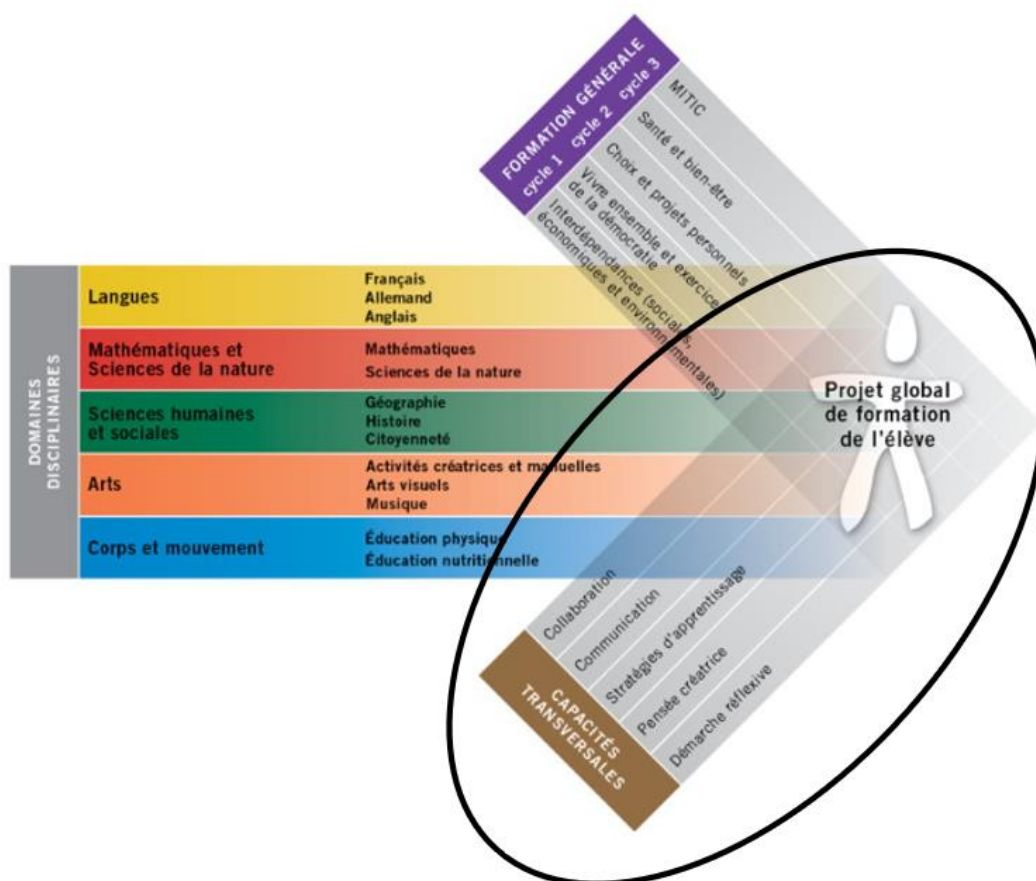 FORMATION GÉNÉRALE
cycle 1 cycle 2 cycle 3
MITIC
Santé et bien-être
Choix et projets personnels
Vivre ensemble et exercice
de la démocratie
Interdépendances (sociales,
économiques et environnementales)
DOMAINES
DISCIPLINAIRES
Langues
Français
Allemand
Anglais
Mathématiques et
Sciences de la nature
Mathématiques
Sciences de la nature
Sciences humaines
et sociales
Géographie
Histoire
Citoyenneté
Arts
Activités créatrices et manuelles
Arts visuels
Musique
Corps et mouvement
Éducation physique
Éducation nutritionnelle
Projet global
de formation
de l'élève
Collaboration
Communication
Stratégies d'apprentissage
Pensée créatrice
Démarche réflexive
CAPACITÉS
TRANSVERSALES